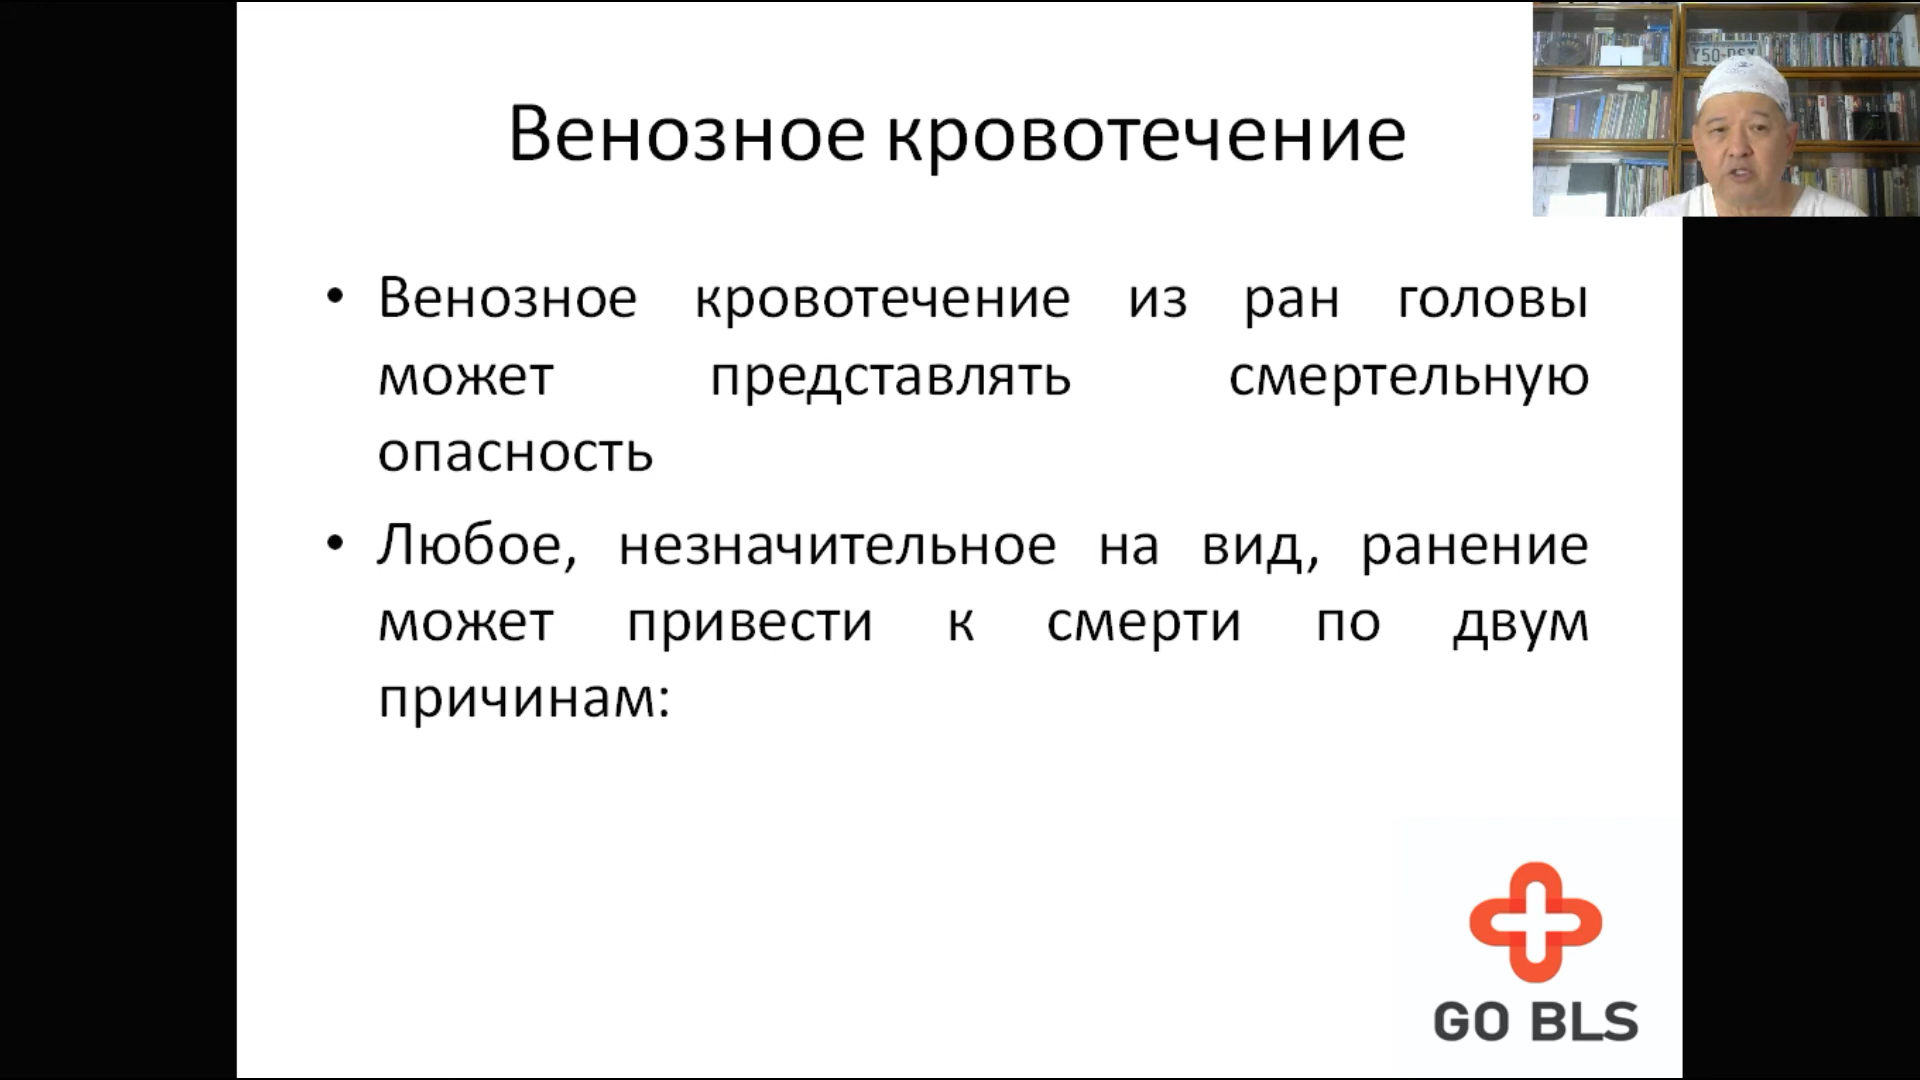 Венозное кровотечение
• Венозное кровотечение из ран головы
может представлять смертельную
опасность
• Любое, незначительное на вид, ранение
может привести к смерти по двум
причинам:
GO BLS